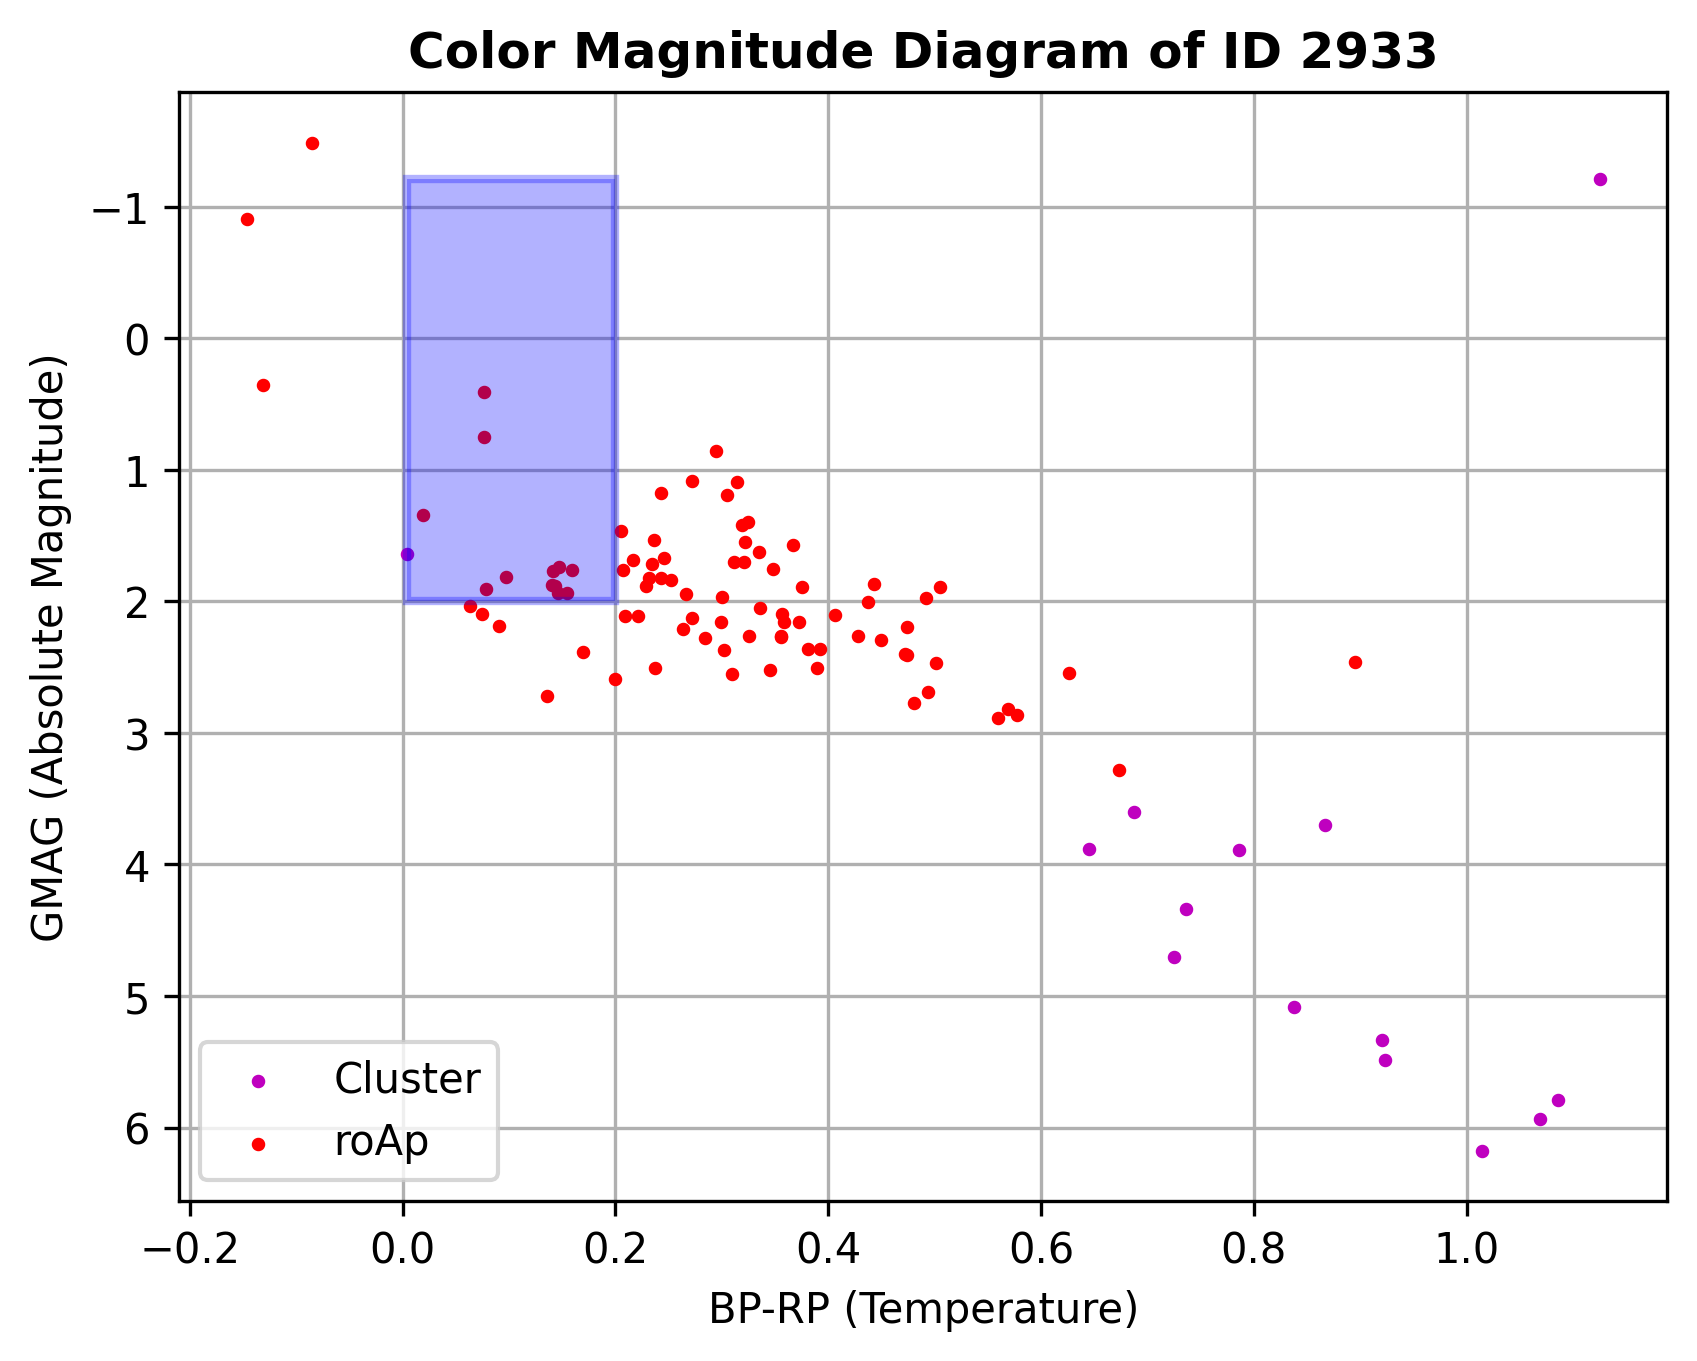 Color Magnitude Diagram of ID 2933
GMAG (Absolute Magnitude)
−1
0
1
2
3
4
5
6
Cluster
roAp
−0.2 0.0 0.2 0.4 0.6 0.8 1.0
BP-RP (Temperature)